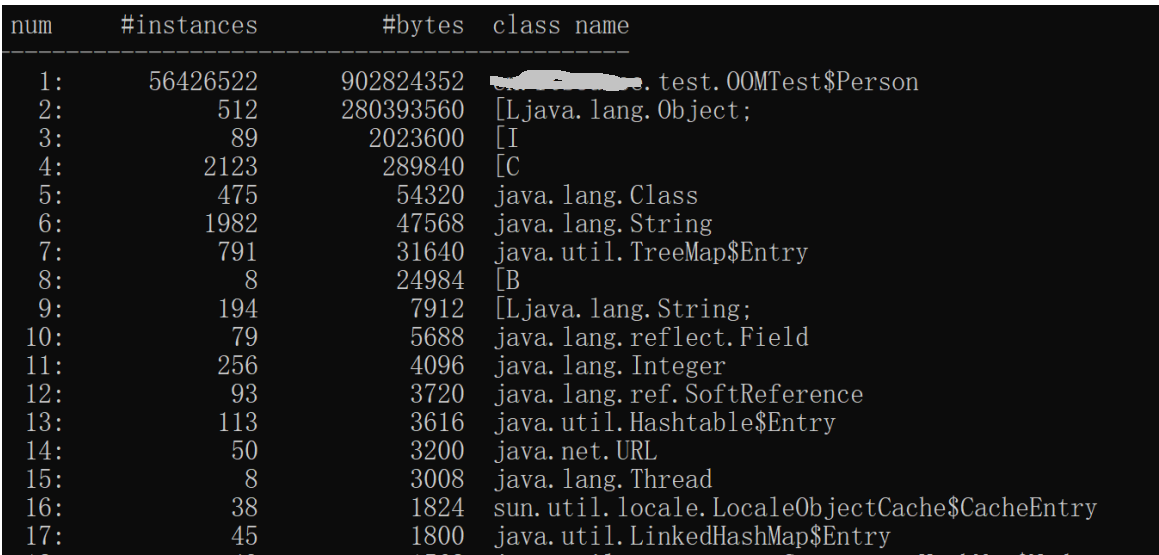 num #instances #bytes class name
----------------------------------------------
1: 56426522 902824352 .test.OOMTest$Person
2: 512 280393560 [Ljava.lang.Object;
3: 89 2023600 [I
4: 2123 289840 [C
5: 475 54320 java.lang.Class
6: 1982 47568 java.lang.String
7: 791 31640 java.util.TreeMap$Entry
8: 8 24984 [B
9: 194 7912 [Ljava.lang.String;
10: 79 5688 java.lang.reflect.Field
11: 256 4096 java.lang.Integer
12: 93 3720 java.lang.ref.SoftReference
13: 113 3616 java.util.Hashtable$Entry
14: 50 3200 java.net.URL
15: 8 3008 java.lang.Thread
16: 38 1824 sun.util.locale.LocaleObjectCache$CacheEntry
17: 45 1800 java.util.LinkedHashMap$Entry